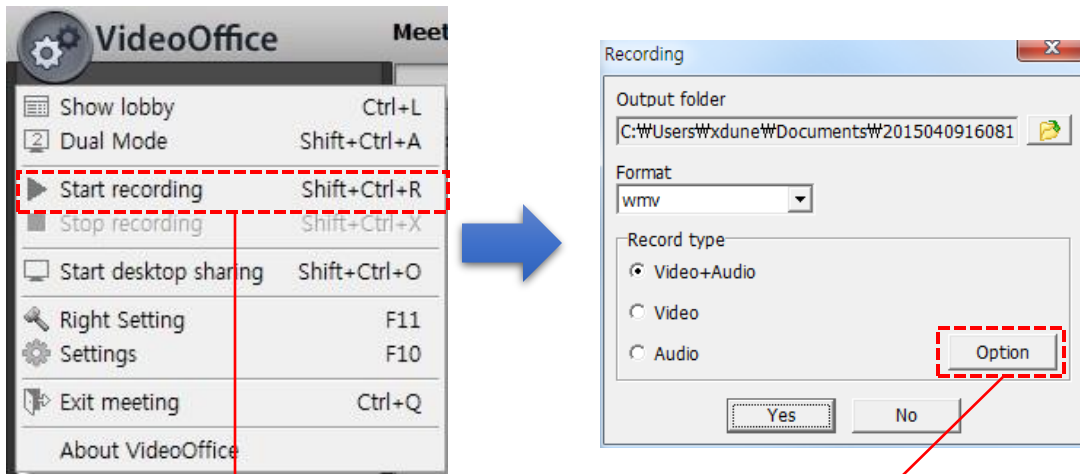 VideoOffice
Meet
Show lobby Ctrl+L
2 Dual Mode Shift+Ctrl+A
Start recording Shift+Ctrl+R
Stop recording Shift+Ctrl+X
Start desktop sharing Shift+Ctrl+O
Right Setting F11
Settings F10
Exit meeting Ctrl+Q
About VideoOffice
Recording
Output folder
C:₩Users₩xdune₩Documents₩2015040916081
Format
wmv
Record type
Video+Audio
Video
Audio
Option
Yes No